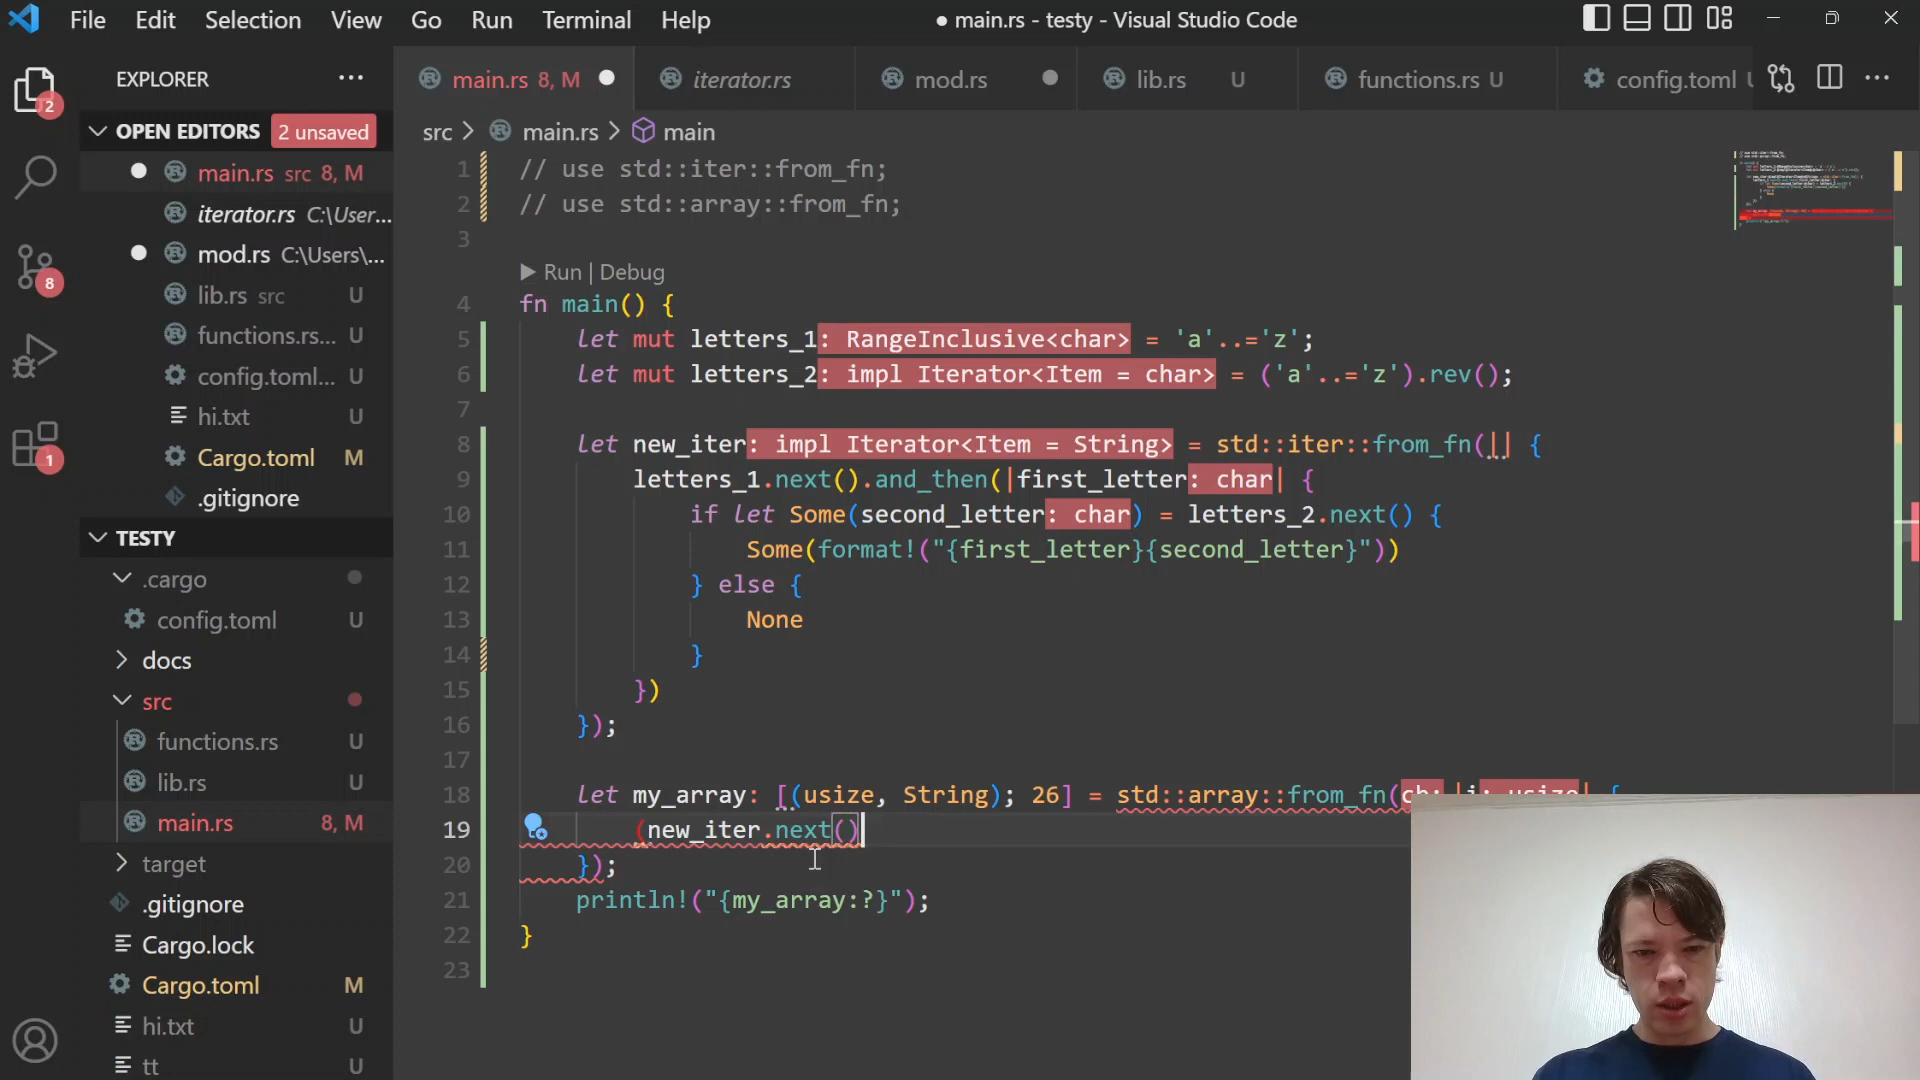 File Edit Selection View Go Run Terminal Help
● main.rs - testy - Visual Studio Code
EXPLORER
main.rs 8, M
iterator.rs
mod.rs
lib.rs U
functions.rs U
config.toml
OPEN EDITORS 2 unsaved
main.rs src 8, M
iterator.rs C:\User...
mod.rs C:\Users\...
lib.rs src U
functions.rs... U
config.toml... U
hi.txt U
Cargo.toml M
.gitignore
TESTY
.cargo
config.toml U
docs
src
functions.rs U
lib.rs U
main.rs 8, M
target
.gitignore
Cargo.lock
Cargo.toml M
hi.txt U
tt U
2
8
1
src > main.rs > main
1 // use std::iter::from_fn;
2 // use std::array::from_fn;
3
Run | Debug
4 fn main() {
5 let mut letters_1: RangeInclusive<char> = 'a'..='z';
6 let mut letters_2: impl Iterator<Item = char> = ('a'..='z').rev();
7
8 let new_iter: impl Iterator<Item = String> = std::iter::from_fn(|| {
9 letters_1.next().and_then(|first_letter: char| {
10 if let Some(second_letter: char) = letters_2.next() {
11 Some(format!("{first_letter}{second_letter}"))
12 } else {
13 None
14 }
15 })
16 });
17
18 let my_array: [(usize, String); 26] = std::array::from_fn(cb: |i: usize| {
19 (new_iter.next()
20 });
21 println!("{my_array:?}");
22 }
23